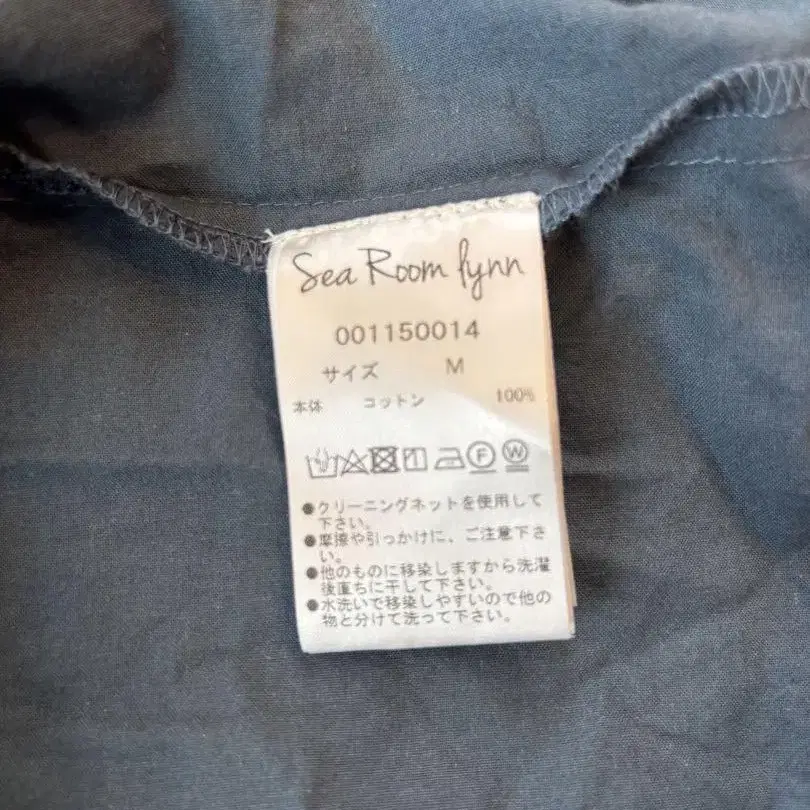 Sea Room lynn
001150014
サイズ M
本体 コットン 100%
F W
●クリーニングネットを使用して
下さい。
●摩擦や引っかけに、ご注意下さ
い。
●他のものに移染しますから洗濯
後直ちに干して下さい。
●水洗いで移染しやすいので他の
物と分けて洗って下さい。